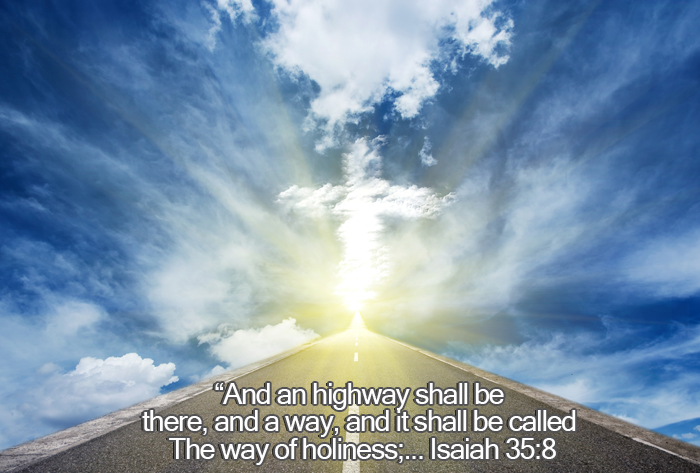 “And an highway shall be
there, and a way, and it shall be called
The way of holiness;... Isaiah 35:8